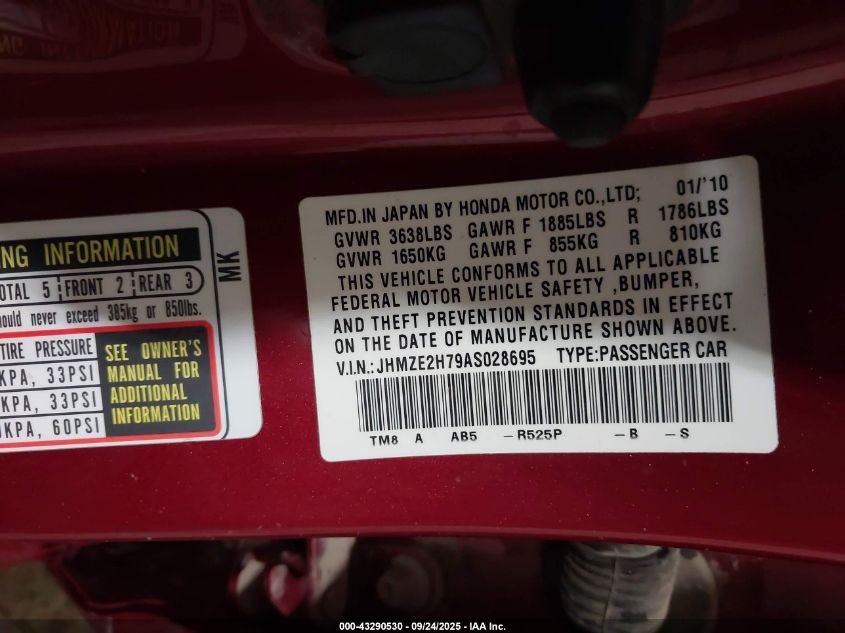 NG INFORMATION
OTAL 5 FRONT 2 REAR 3
ould never exceed 385kg or 850lbs.
TIRE PRESSURE
KPA, 33PSI
KPA, 33PSI
KPA, 60PSI
SEE OWNER'S
MANUAL FOR
ADDITIONAL
INFORMATION
MK
MFD.IN JAPAN BY HONDA MOTOR CO.,LTD; 01/'10
GVWR 3638LBS GAWR F 1885LBS R 1786LBS
GVWR 1650KG GAWR F 855KG R 810KG
THIS VEHICLE CONFORMS TO ALL APPLICABLE
FEDERAL MOTOR VEHICLE SAFETY ,BUMPER,
AND THEFT PREVENTION STANDARDS IN EFFECT
ON THE DATE OF MANUFACTURE SHOWN ABOVE.
V.I.N.: JHMZE2H79AS028695 TYPE:PASSENGER CAR
TM8 A AB5 -R525P -B -S
000-43290530 - 09/24/2025 - IAA Inc.